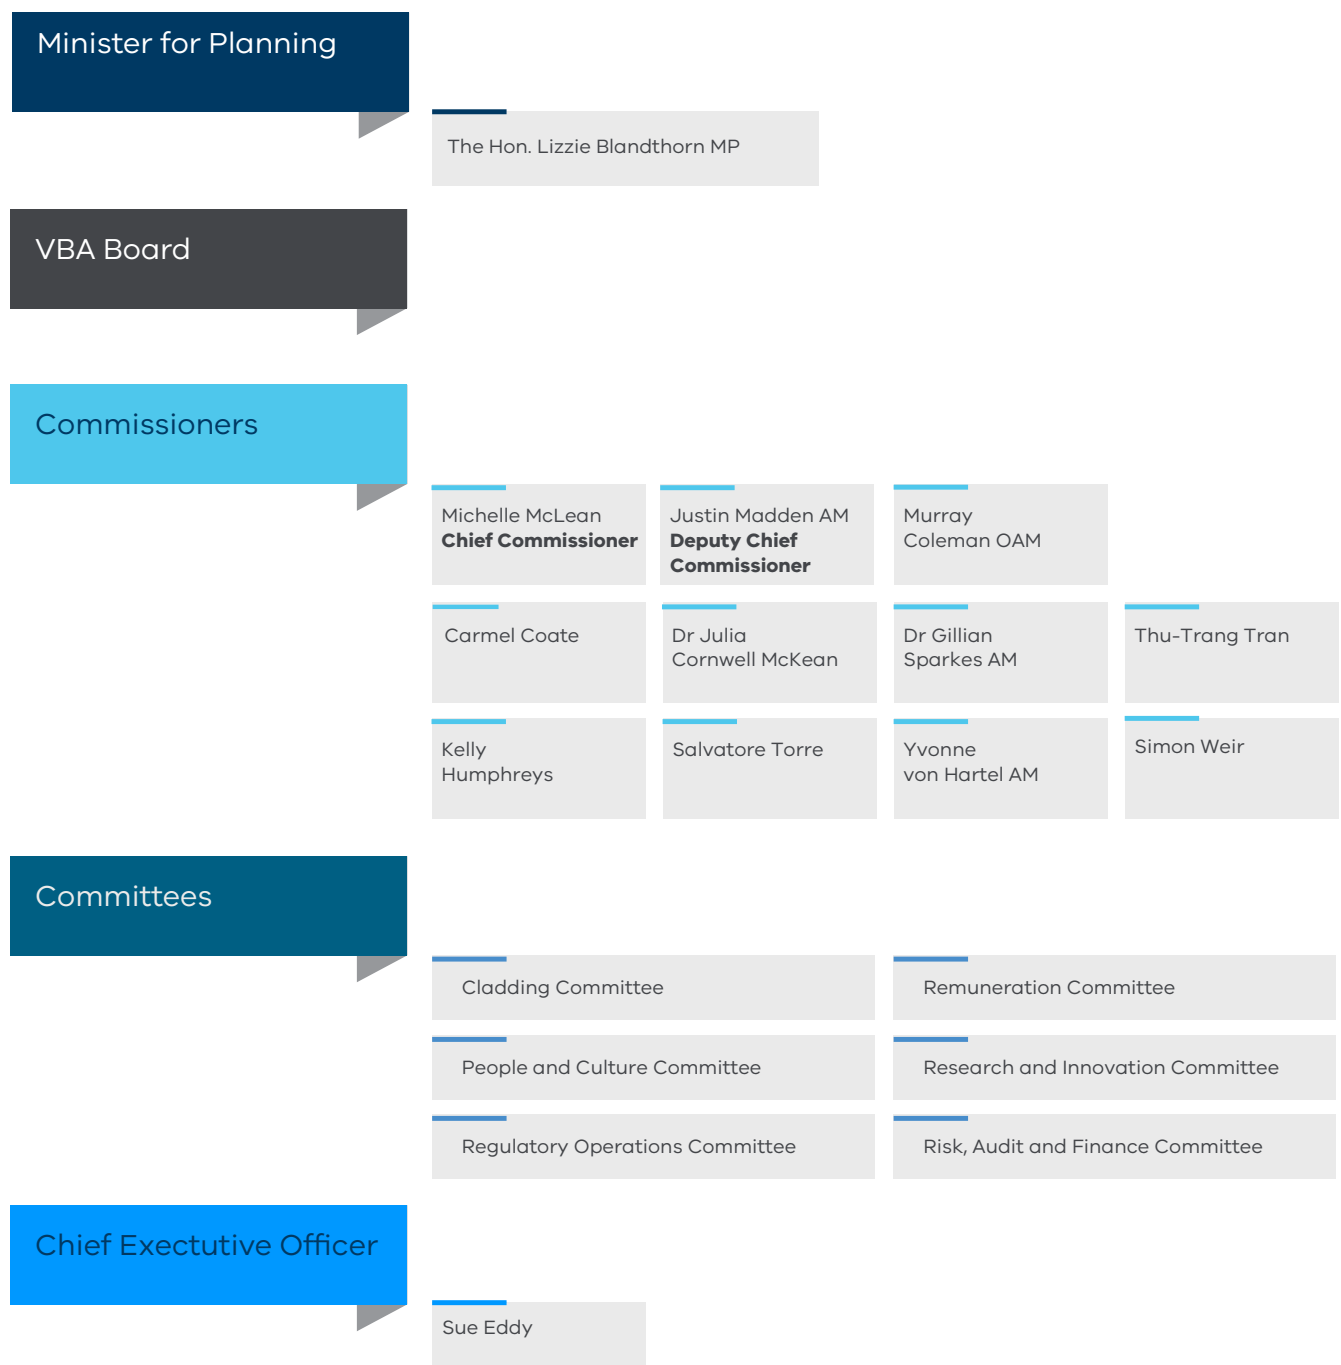 Minister for Planning
The Hon. Lizzie Blandthorn MP
VBA Board
Commissioners
Michelle McLean
Chief Commissioner
Justin Madden AM
Deputy Chief
Commissioner
Murray
Coleman OAM
Carmel Coate
Dr Julia
Cornwell McKean
Dr Gillian
Sparkes AM
Thu-Trang Tran
Kelly
Humphreys
Salvatore Torre
Yvonne
von Hartel AM
Simon Weir
Committees
Cladding Committee
Remuneration Committee
People and Culture Committee
Research and Innovation Committee
Regulatory Operations Committee
Risk, Audit and Finance Committee
Chief Exectutive Officer
Sue Eddy